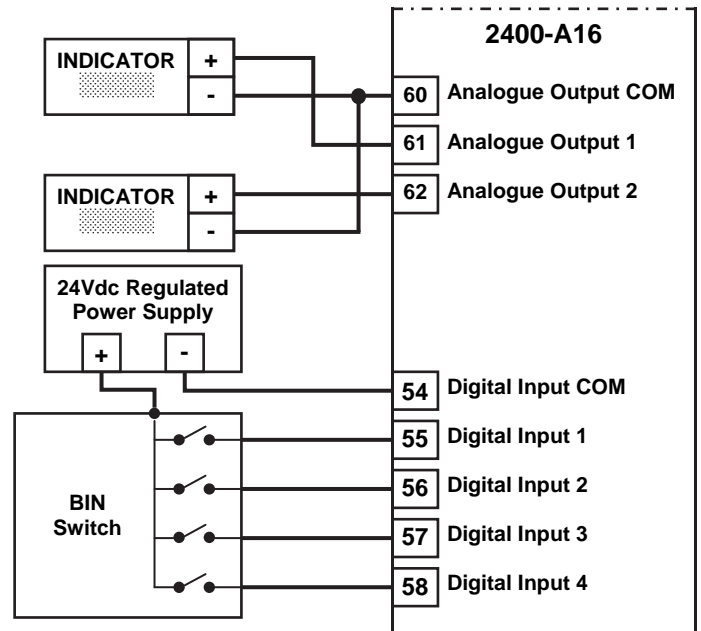 2400-A16
INDICATOR
+
-
60 Analogue Output COM
61 Analogue Output 1
62 Analogue Output 2
INDICATOR
+
-
24Vdc Regulated
Power Supply
+ -
54 Digital Input COM
55 Digital Input 1
56 Digital Input 2
57 Digital Input 3
58 Digital Input 4
BIN
Switch